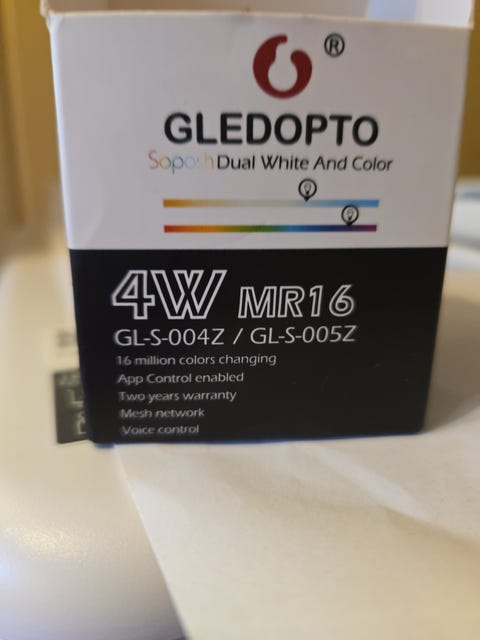 ®
GLEDOPTO
Soposh Dual White And Color
4W MR16
GL-S-004Z / GL-S-005Z
16 million colors changing
App Control enabled
Two years warranty
Mesh network
Voice control